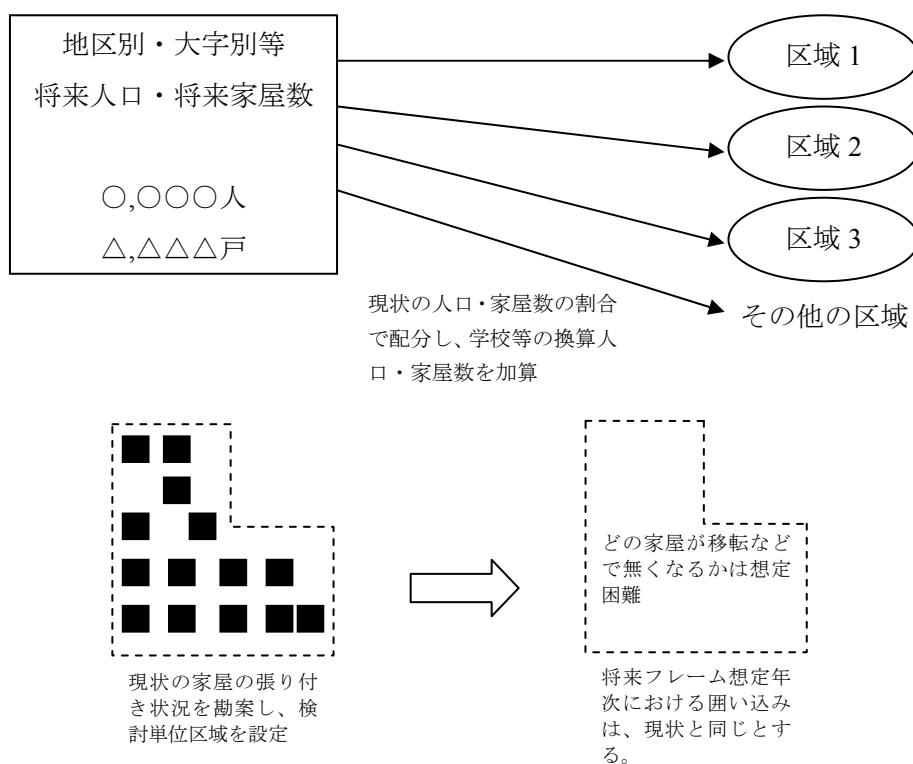 地区別・大字別等
将来人口・将来家屋数
○,○○○人
△,△△△戸
区域 1
区域 2
区域 3
その他の区域
現状の人口・家屋数の割合
で配分し、学校等の換算人
口・家屋数を加算
どの家屋が移転など
で無くなるかは想定
困難
現状の家屋の張り付
き状況を勘案し、検
討単位区域を設定
将来フレーム想定年
次における囲い込み
は、現状と同じとす
る。